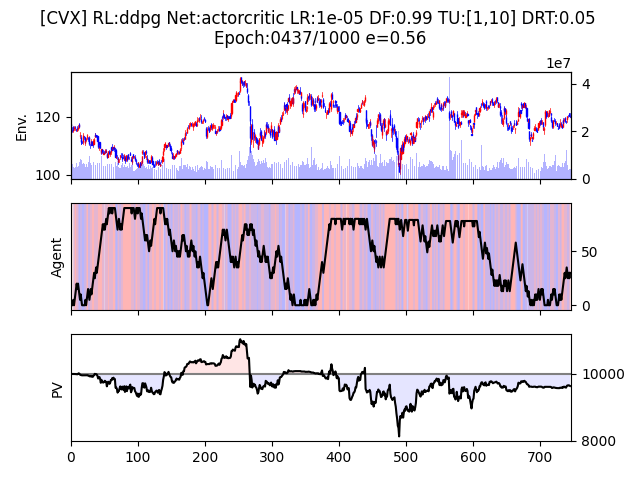 [CVX] RL:ddpg Net:actorcritic LR:1e-05 DF:0.99 TU:[1,10] DRT:0.05
Epoch:0437/1000 e=0.56
1e7
Env.
120
100
4
2
0
Agent
50
0
PV
10000
8000
0 100 200 300 400 500 600 700